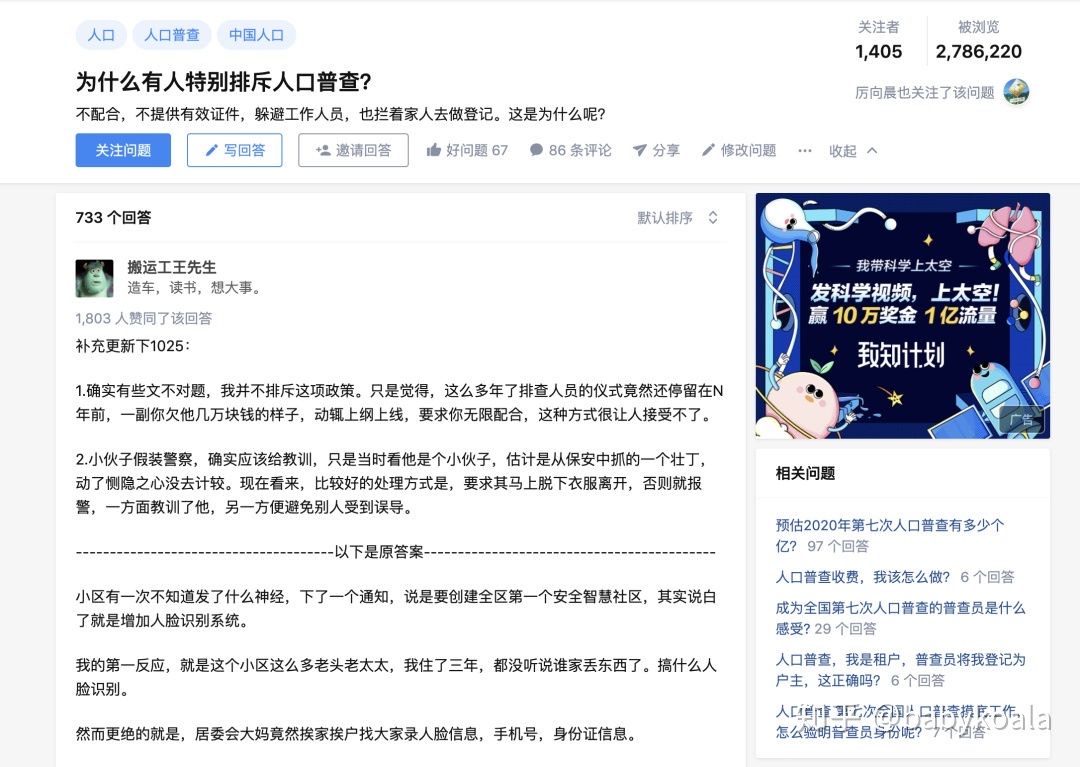 人口 人口普查 中国人口
关注者 被浏览
1,405 2,786,220
为什么有人特别排斥人口普查?
厉向晨也关注了该问题
不配合，不提供有效证件，躲避工作人员，也拦着家人去做登记。这是为什么呢?
关注问题 写回答 邀请回答 好问题 67 86 条评论 分享 修改问题 ··· 收起
733 个回答 默认排序
搬运工王先生
造车，读书，想大事。
1,803 人赞同了该回答
补充更新下1025：
1.确实有些文不对题，我并不排斥这项政策。只是觉得，这么多年了排查人员的仪式竟然还停留在N
年前，一副你欠他几万块钱的样子，动辄上纲上线，要求你无限配合，这种方式很让人接受不了。
2.小伙子假装警察，确实应该给教训，只是当时看他是个小伙子，估计是从保安中抓的一个壮丁，
动了恻隐之心没去计较。现在看来，比较好的处理方式是，要求其马上脱下衣服离开，否则就报
警，一方面教训了他，另一方便避免别人受到误导。
--------------------------------------以下是原答案-------------------------------------------
小区有一次不知道发了什么神经，下了一个通知，说是要创建全区第一个安全智慧社区，其实说白
了就是增加人脸识别系统。
我的第一反应，就是这个小区这么多老头老太太，我住了三年，都没听说谁家丢东西了。搞什么人
脸识别。
然而更绝的就是，居委会大妈竟然挨家挨户找大家录人脸信息，手机号，身份证信息。
我带科学上太空
发科学视频，上太空!
赢10万奖金 1亿流量
致知计划
广告
相关问题
预估2020年第七次人口普查有多少个
亿? 97 个回答
人口普查收费，我该怎么做? 6 个回答
成为全国第七次人口普查的普查员是什么
感受? 29 个回答
人口普查，我是租户，普查员将我登记为
户主，这正确吗? 6 个回答
人口普查 第七次全国人口普查摸底工作，
怎么验明普查员身份呢? 7 个回答
知乎 @babykoala